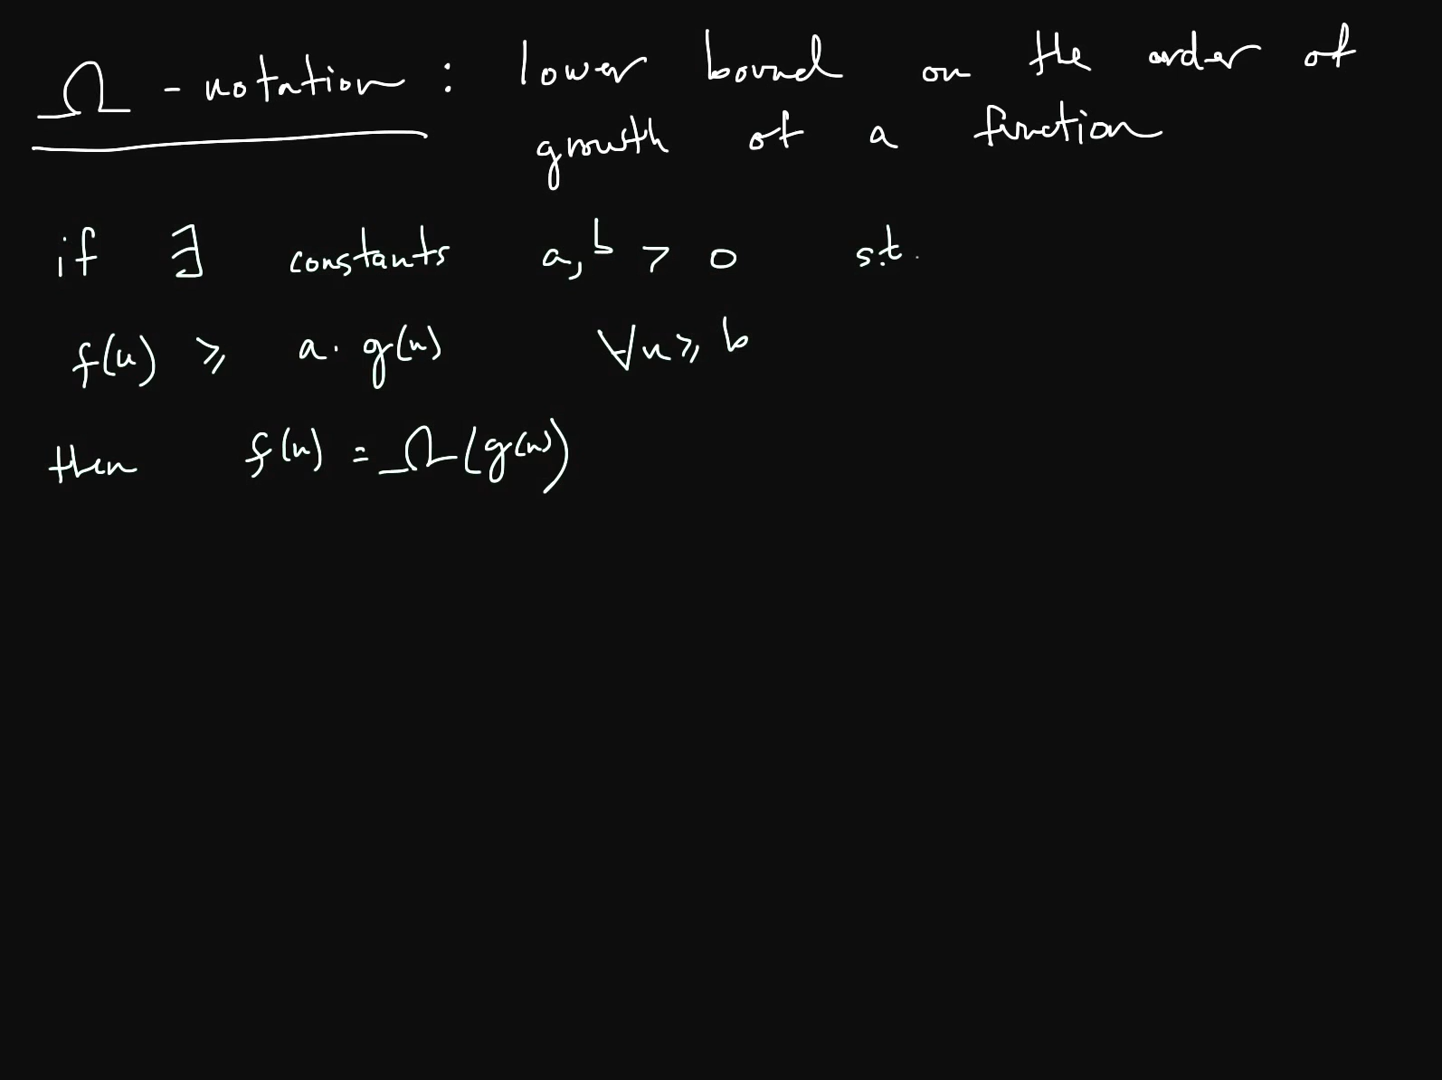 Ω - notation : lower bound on the order of
growth of a function
if ∃ constants a, b > 0 s.t.
f(n) ≥ a · g(n) ∀n ≥ b
then f(n) = Ω(g(n))